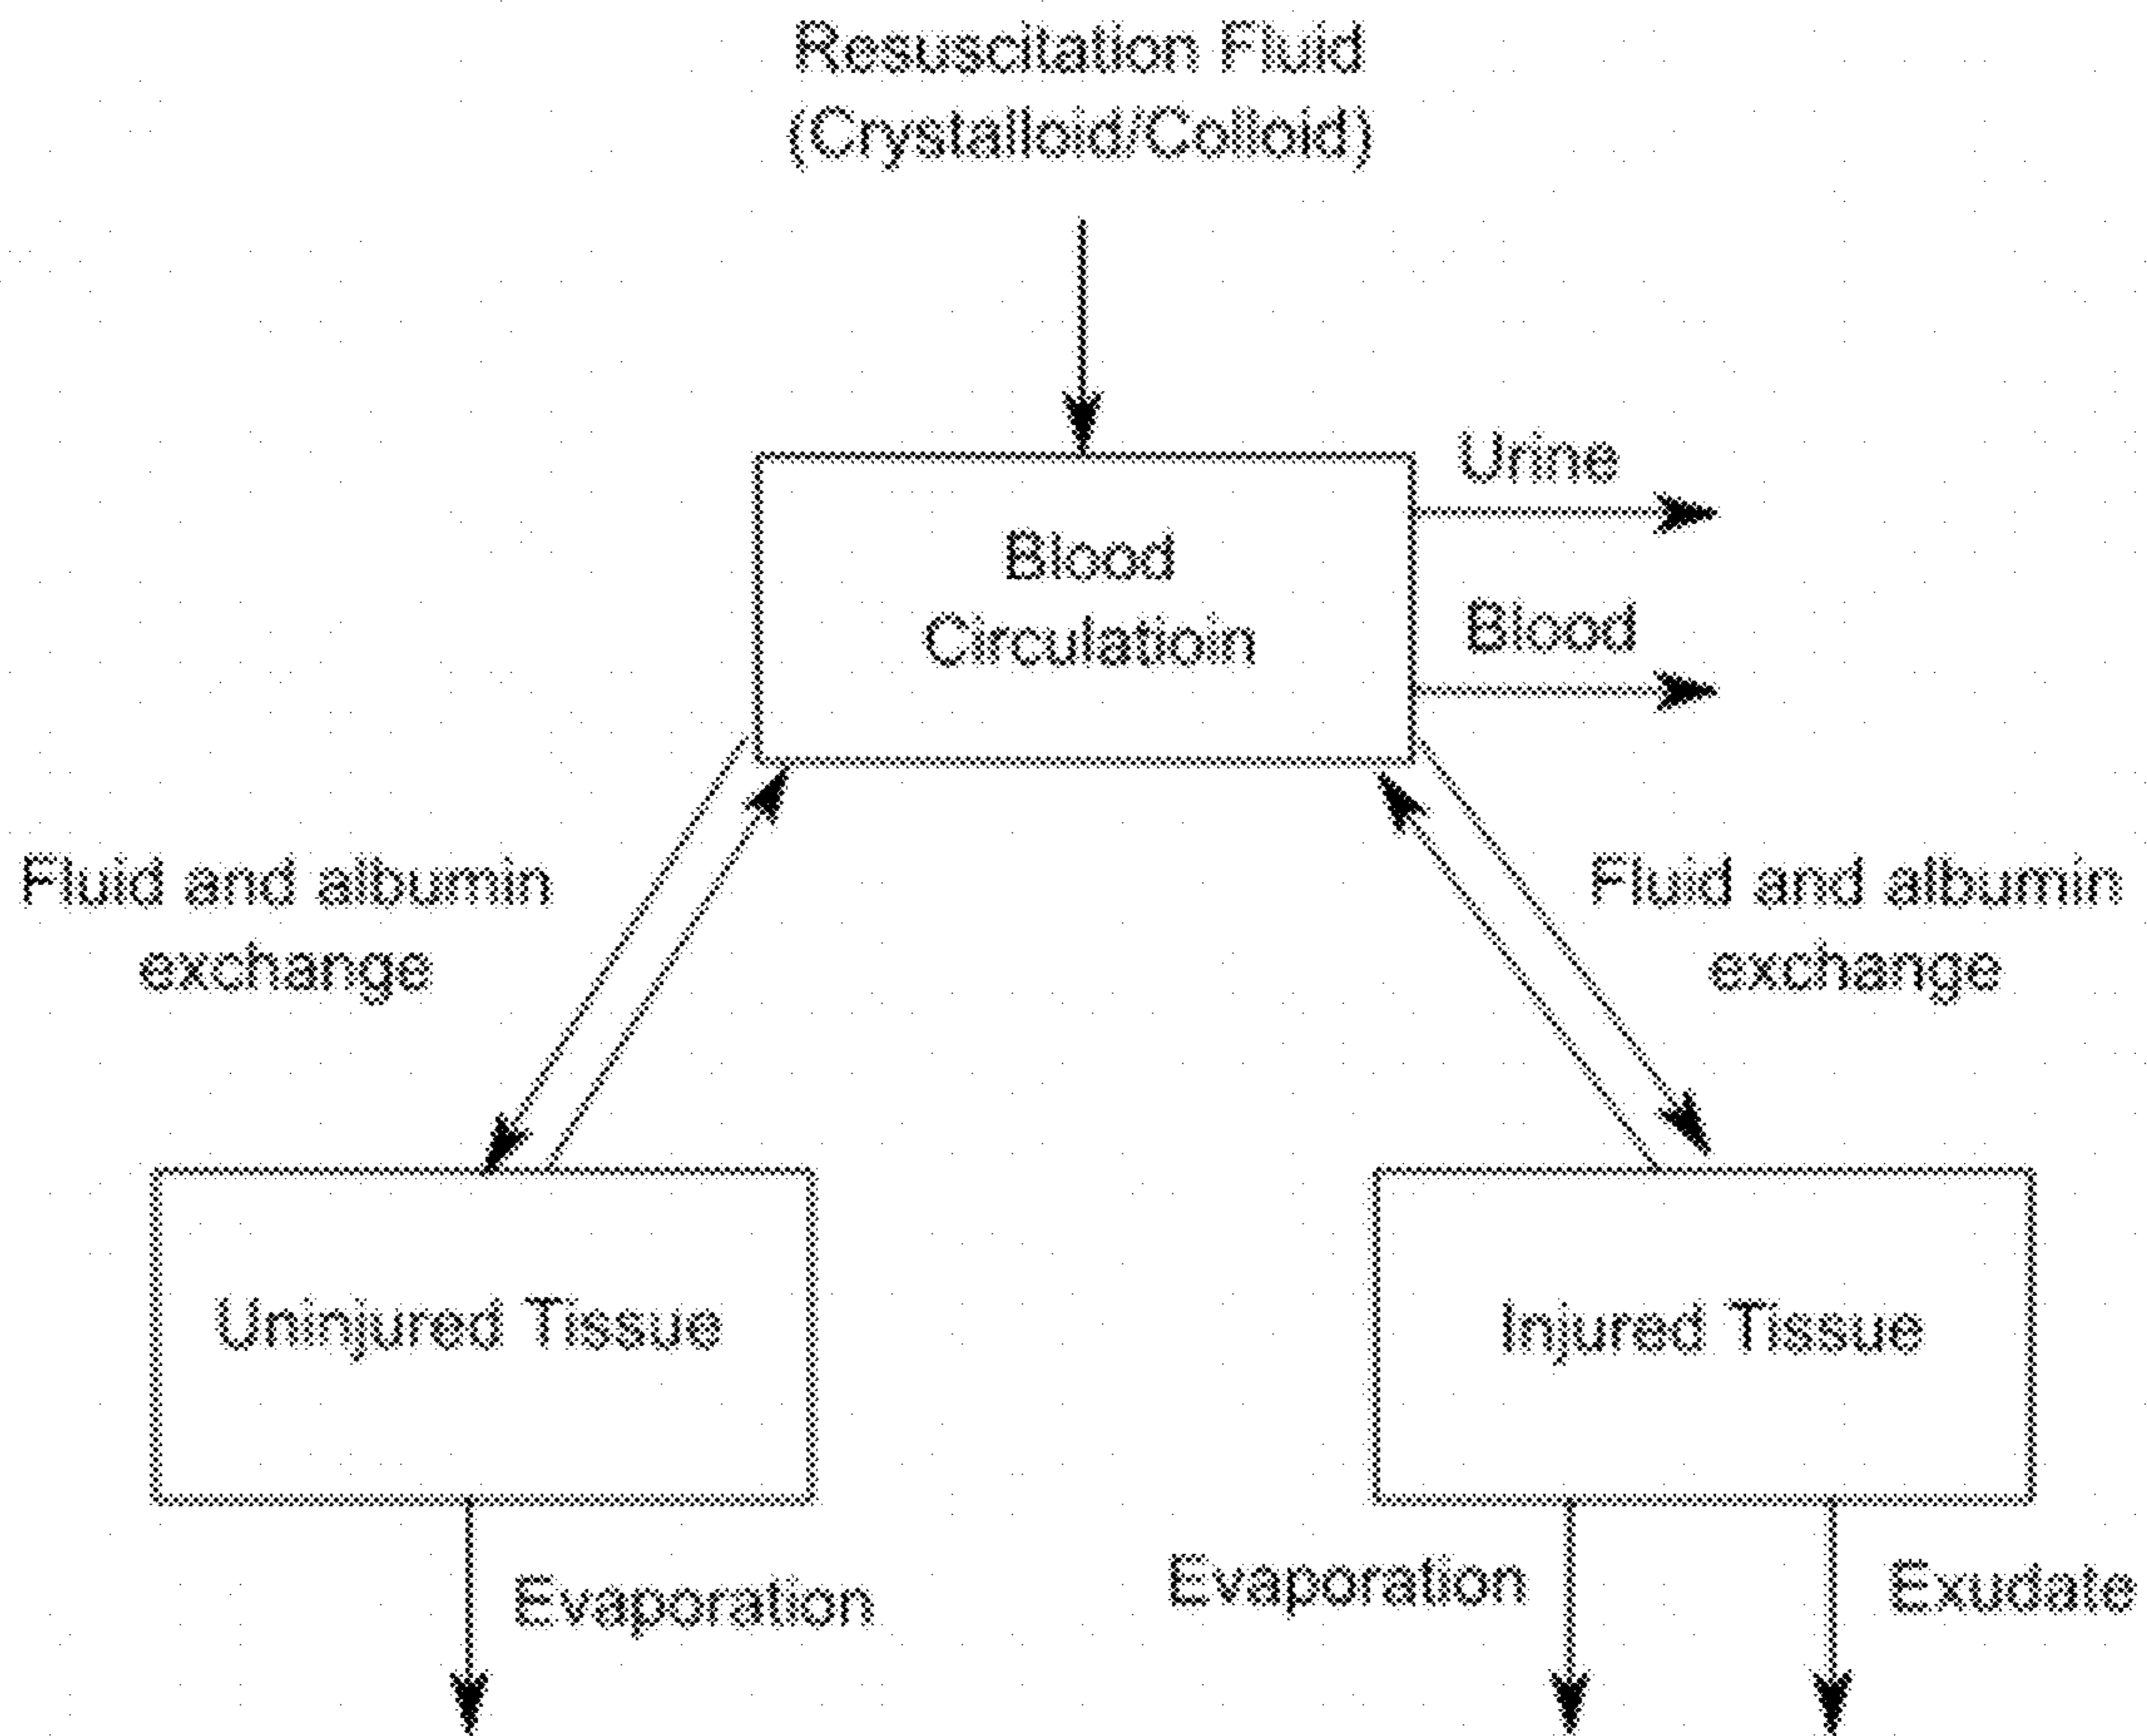 Resuscitation Fluid
(Crystalloid/Colloid)
Urine
Blood
Circulatioin
Blood
Fluid and albumin
exchange
Fluid and albumin
exchange
Uninjured Tissue
Injured Tissue
Evaporation
Evaporation
Exudate